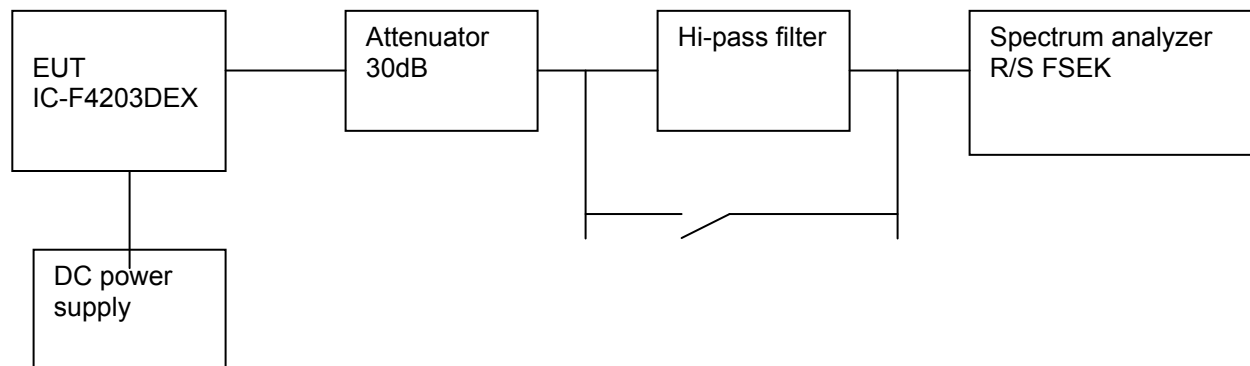 EUT
IC-F4203DEX
Attenuator
30dB
Hi-pass filter
Spectrum analyzer
R/S FSEK
DC power
supply